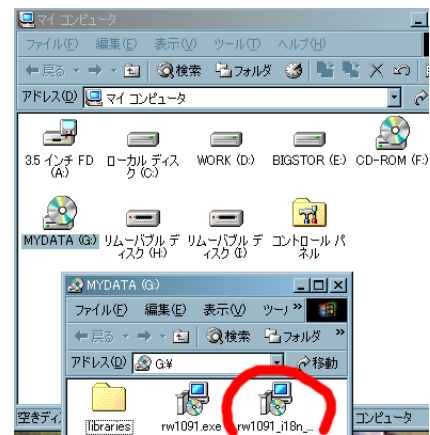 マイ コンピュータ
ファイル(F) 編集(E) 表示(V) ツール(T) ヘルプ(H)
戻る 検索 フォルダ
アドレス(D) マイ コンピュータ
3.5 インチ FD (A:)
ローカル ディスク (C:)
WORK (D:)
BIGSTOR (E:)
CD-ROM (F:)
MYDATA (G:)
リムーバブル ディスク (H:)
リムーバブル ディスク (I:)
コントロール パネル
MYDATA (G:)
ファイル(F) 編集(E) 表示(V) ツール »
戻る 検索 フォルダ »
アドレス(D) G:¥ 移動
libraries
rw1091.exe
rw1091_i18n_...
空きディ
コンピュータ